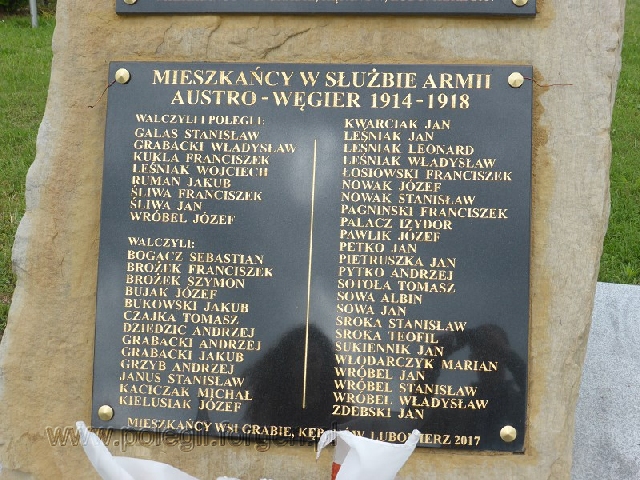 MIESZKAŃCY W SŁUŻBIE ARMII
AUSTRO - WĘGIER 1914 - 1918
WALCZYLI I POLEGLI:
GALAS STANISŁAW
GRABACKI WŁADYSŁAW
KUKLA FRANCISZEK
LEŚNIAK WOJCIECH
RUMAN JAKUB
ŚLIWA FRANCISZEK
ŚLIWA JAN
WRÓBEL JÓZEF
WALCZYLI:
BOGACZ SEBASTIAN
BROŻEK FRANCISZEK
BROŻEK SZYMON
BUJAK JÓZEF
BUKOWSKI JAKUB
CZAJKA TOMASZ
DZIEDZIC ANDRZEJ
GRABACKI ANDRZEJ
GRABACKI JAKUB
GRZYB ANDRZEJ
JANUS STANISŁAW
KACICZAK MICHAŁ
KIELUSIAK JÓZEF
KWARCIAK JAN
LEŚNIAK JAN
LEŚNIAK LEONARD
LEŚNIAK WŁADYSŁAW
ŁOSIOWSKI FRANCISZEK
NOWAK JÓZEF
NOWAK STANISŁAW
PAGNIŃSKI FRANCISZEK
PALACZ IZYDOR
PAWLIK JÓZEF
PETKO JAN
PIETRUSZKA JAN
PYTKO ANDRZEJ
SOTOŁA TOMASZ
SOWA ALBIN
SOWA JAN
SROKA STANISŁAW
SROKA TEOFIL
SUKIENNIK JAN
WŁODARCZYK MARIAN
WRÓBEL JAN
WRÓBEL STANISŁAW
WRÓBEL WŁADYSŁAW
ZDEBSKI JAN
MIESZKAŃCY WSI GRABIE, LUBOMIERZ 2017